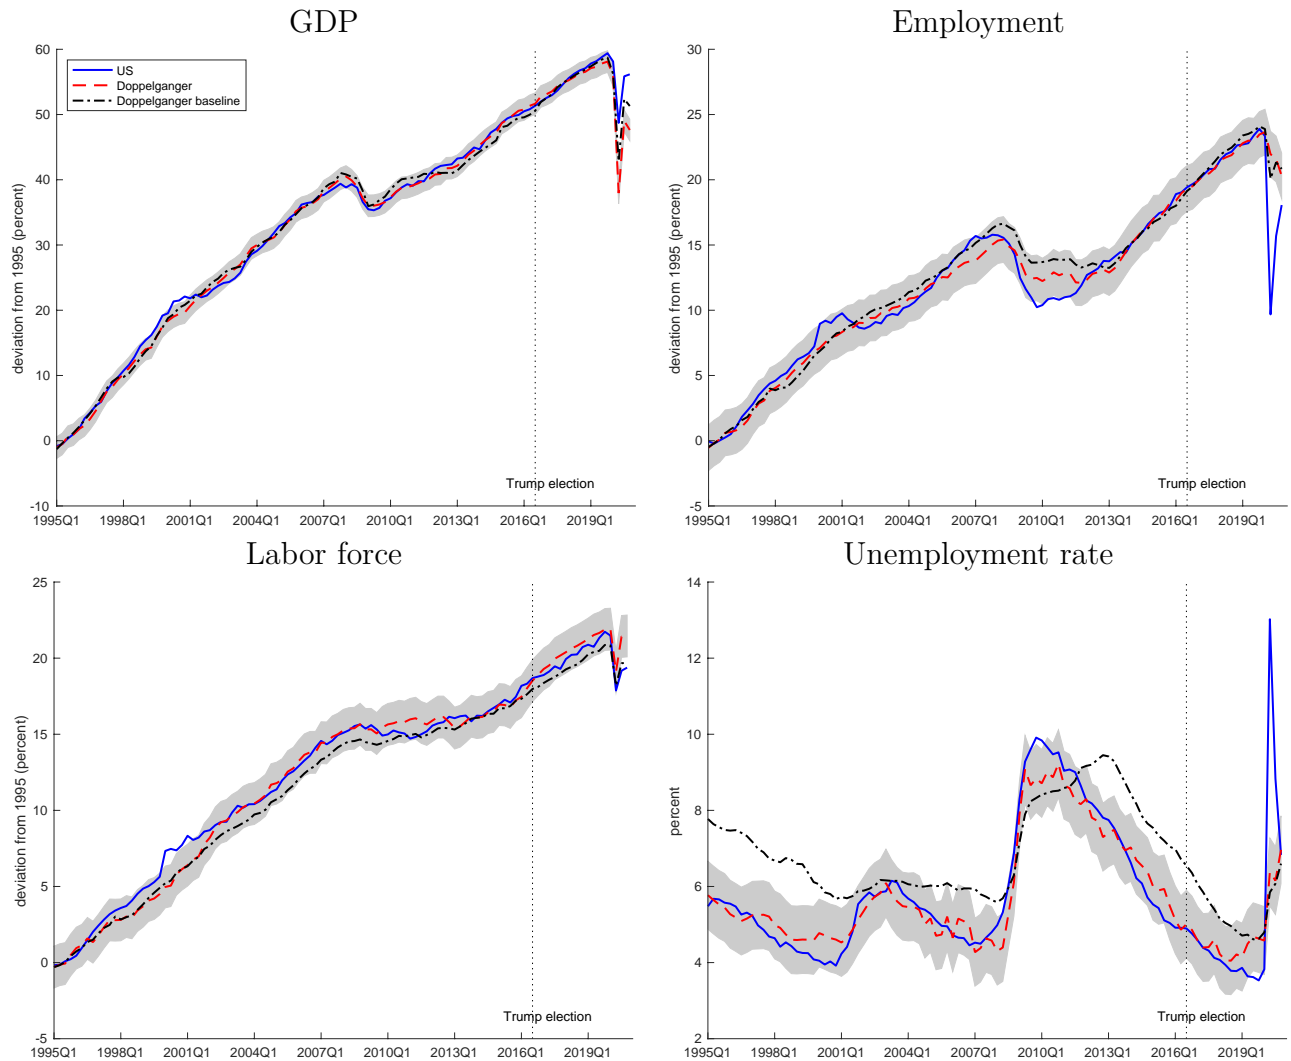 GDP
Employment
60
50
40
30
20
10
0
-10
deviation from 1995 (percent)
US
Doppelganger
Doppelganger baseline
Trump election
1995Q1 1998Q1 2001Q1 2004Q1 2007Q1 2010Q1 2013Q1 2016Q1 2019Q1
30
25
20
15
10
5
0
-5
deviation from 1995 (percent)
Trump election
1995Q1 1998Q1 2001Q1 2004Q1 2007Q1 2010Q1 2013Q1 2016Q1 2019Q1
Labor force
Unemployment rate
25
20
15
10
5
0
-5
deviation from 1995 (percent)
Trump election
1995Q1 1998Q1 2001Q1 2004Q1 2007Q1 2010Q1 2013Q1 2016Q1 2019Q1
14
12
10
8
6
4
2
percent
Trump election
1995Q1 1998Q1 2001Q1 2004Q1 2007Q1 2010Q1 2013Q1 2016Q1 2019Q1